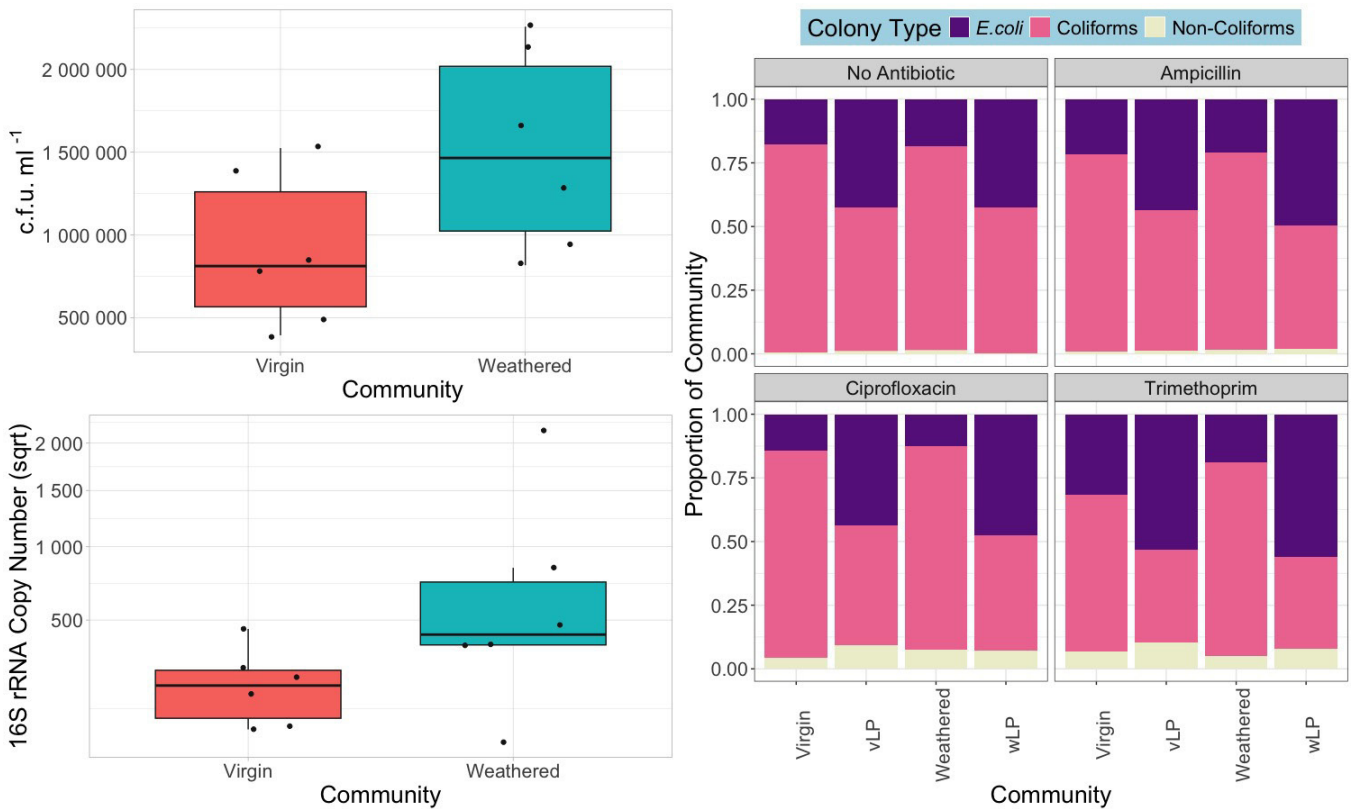 c.f.u. ml -1
2 000 000
1 500 000
1 000 000
500 000
Virgin Weathered
Community
16S rRNA Copy Number (sqrt)
2 000
1 500
1 000
500
Virgin Weathered
Community
Colony Type E.coli Coliforms Non-Coliforms
Proportion of Community
No Antibiotic Ampicillin
1.00
0.75
0.50
0.25
0.00
Ciprofloxacin Trimethoprim
1.00
0.75
0.50
0.25
0.00
Virgin vLP Weathered wLP Virgin vLP Weathered wLP
Community